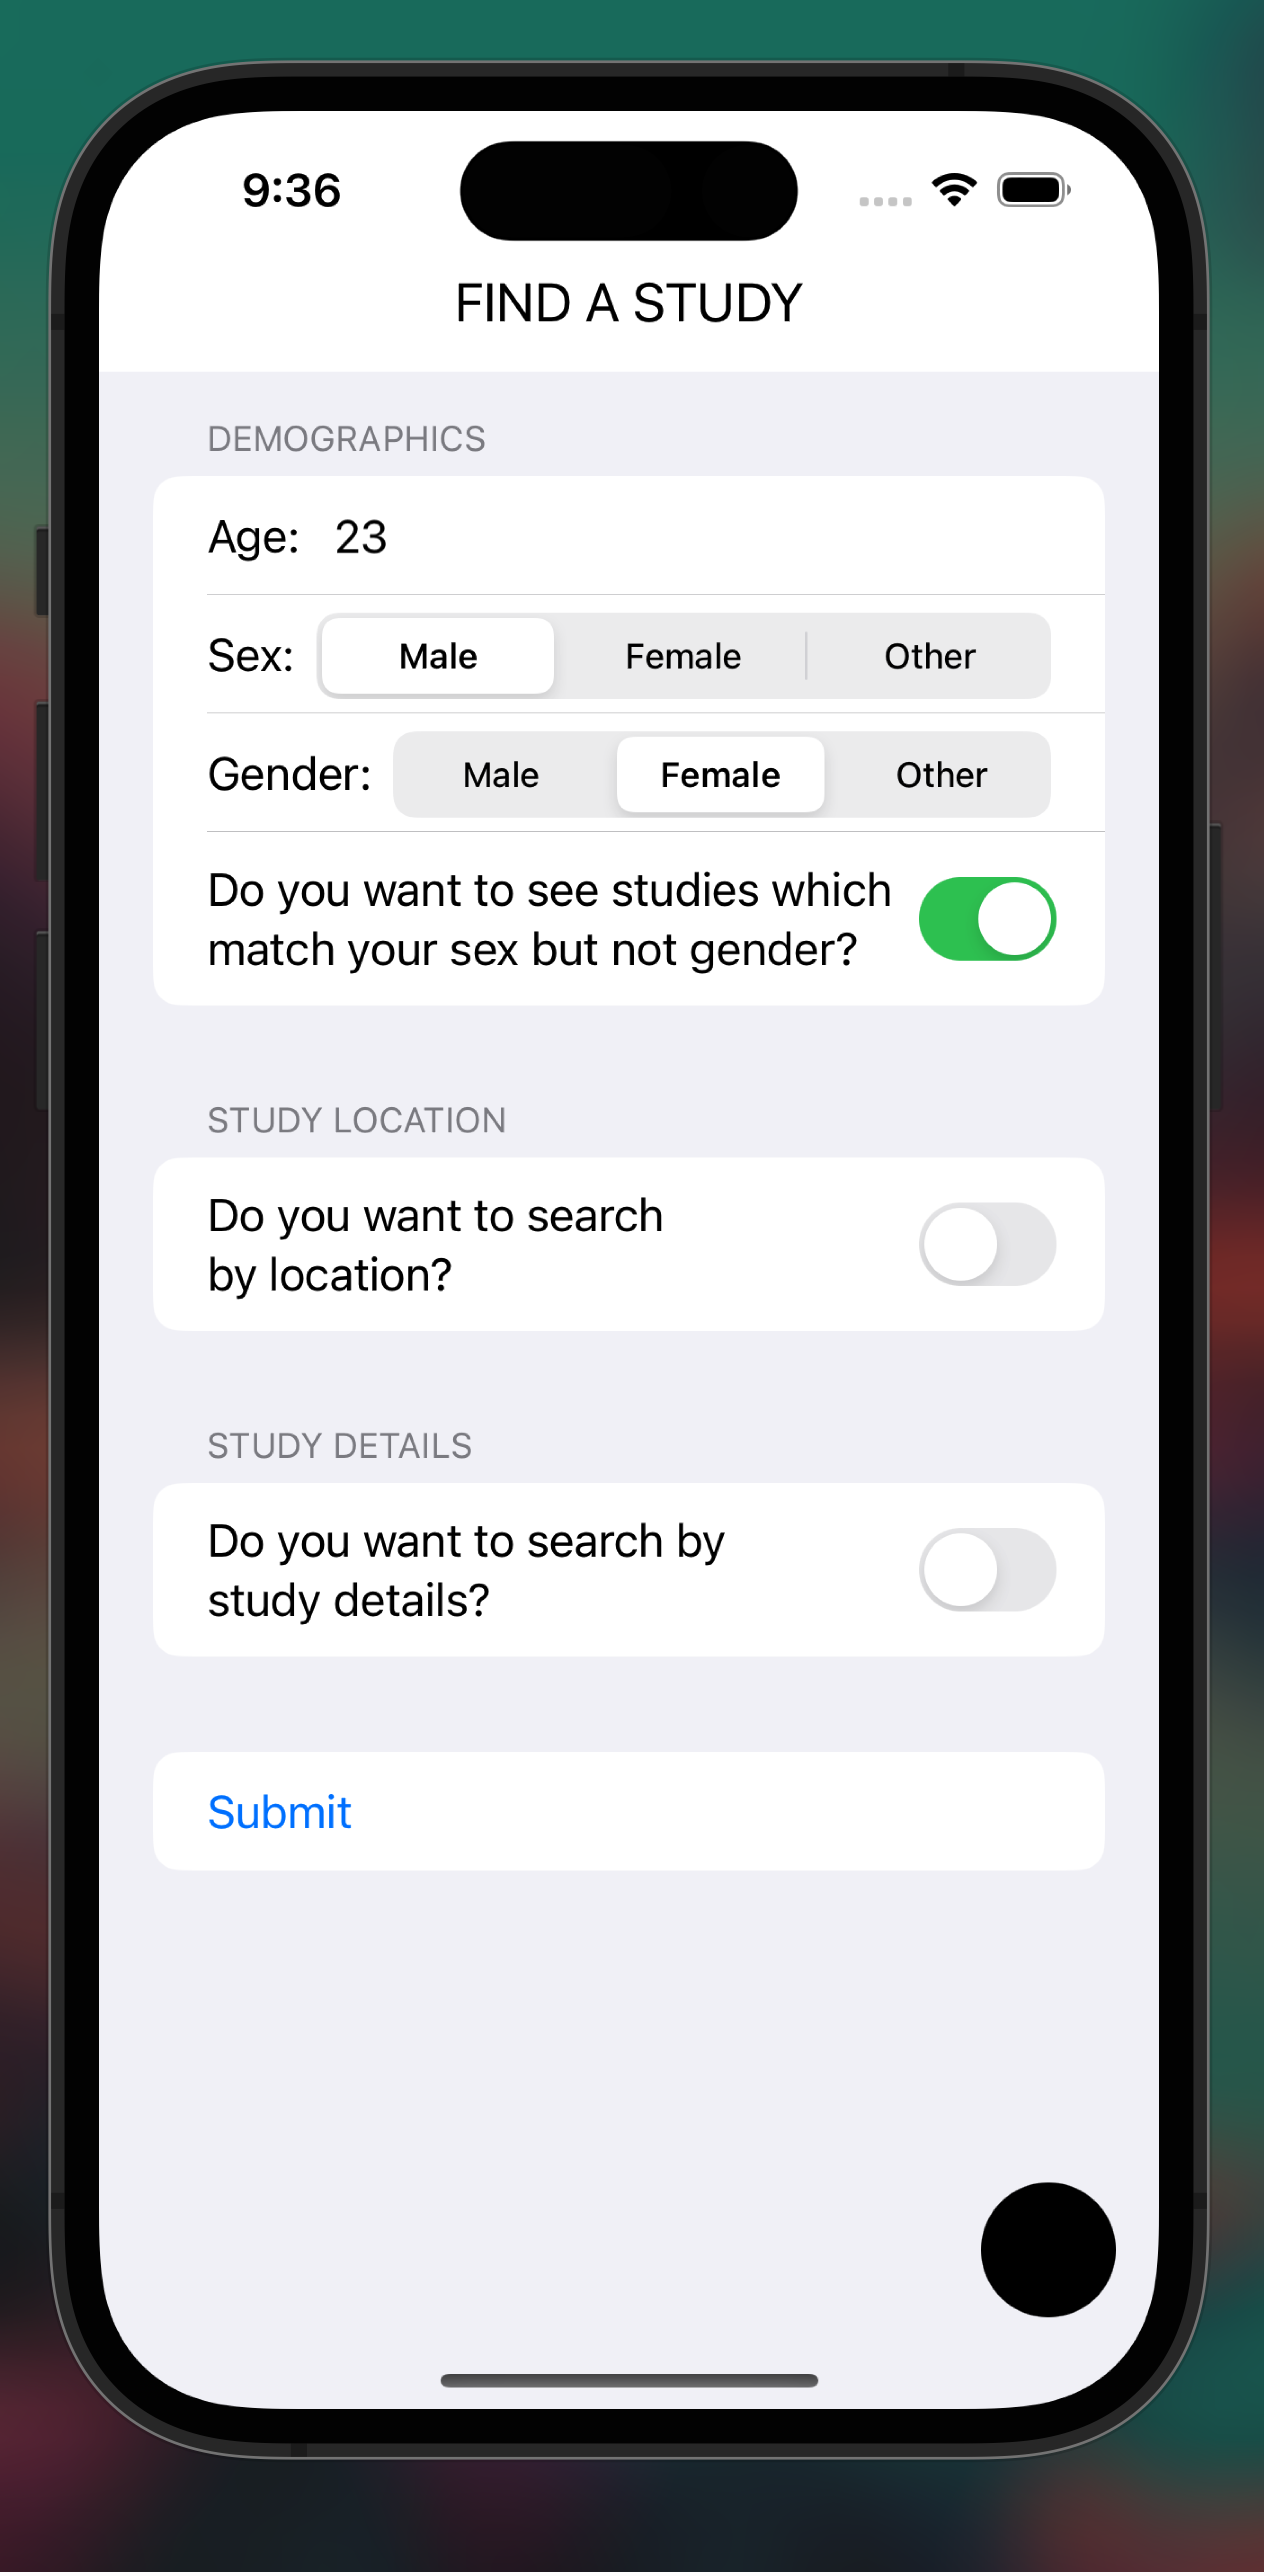 9:36
FIND A STUDY
DEMOGRAPHICS
Age: 23
Sex: Male Female Other
Gender: Male Female Other
Do you want to see studies which
match your sex but not gender?
STUDY LOCATION
Do you want to search
by location?
STUDY DETAILS
Do you want to search by
study details?
Submit